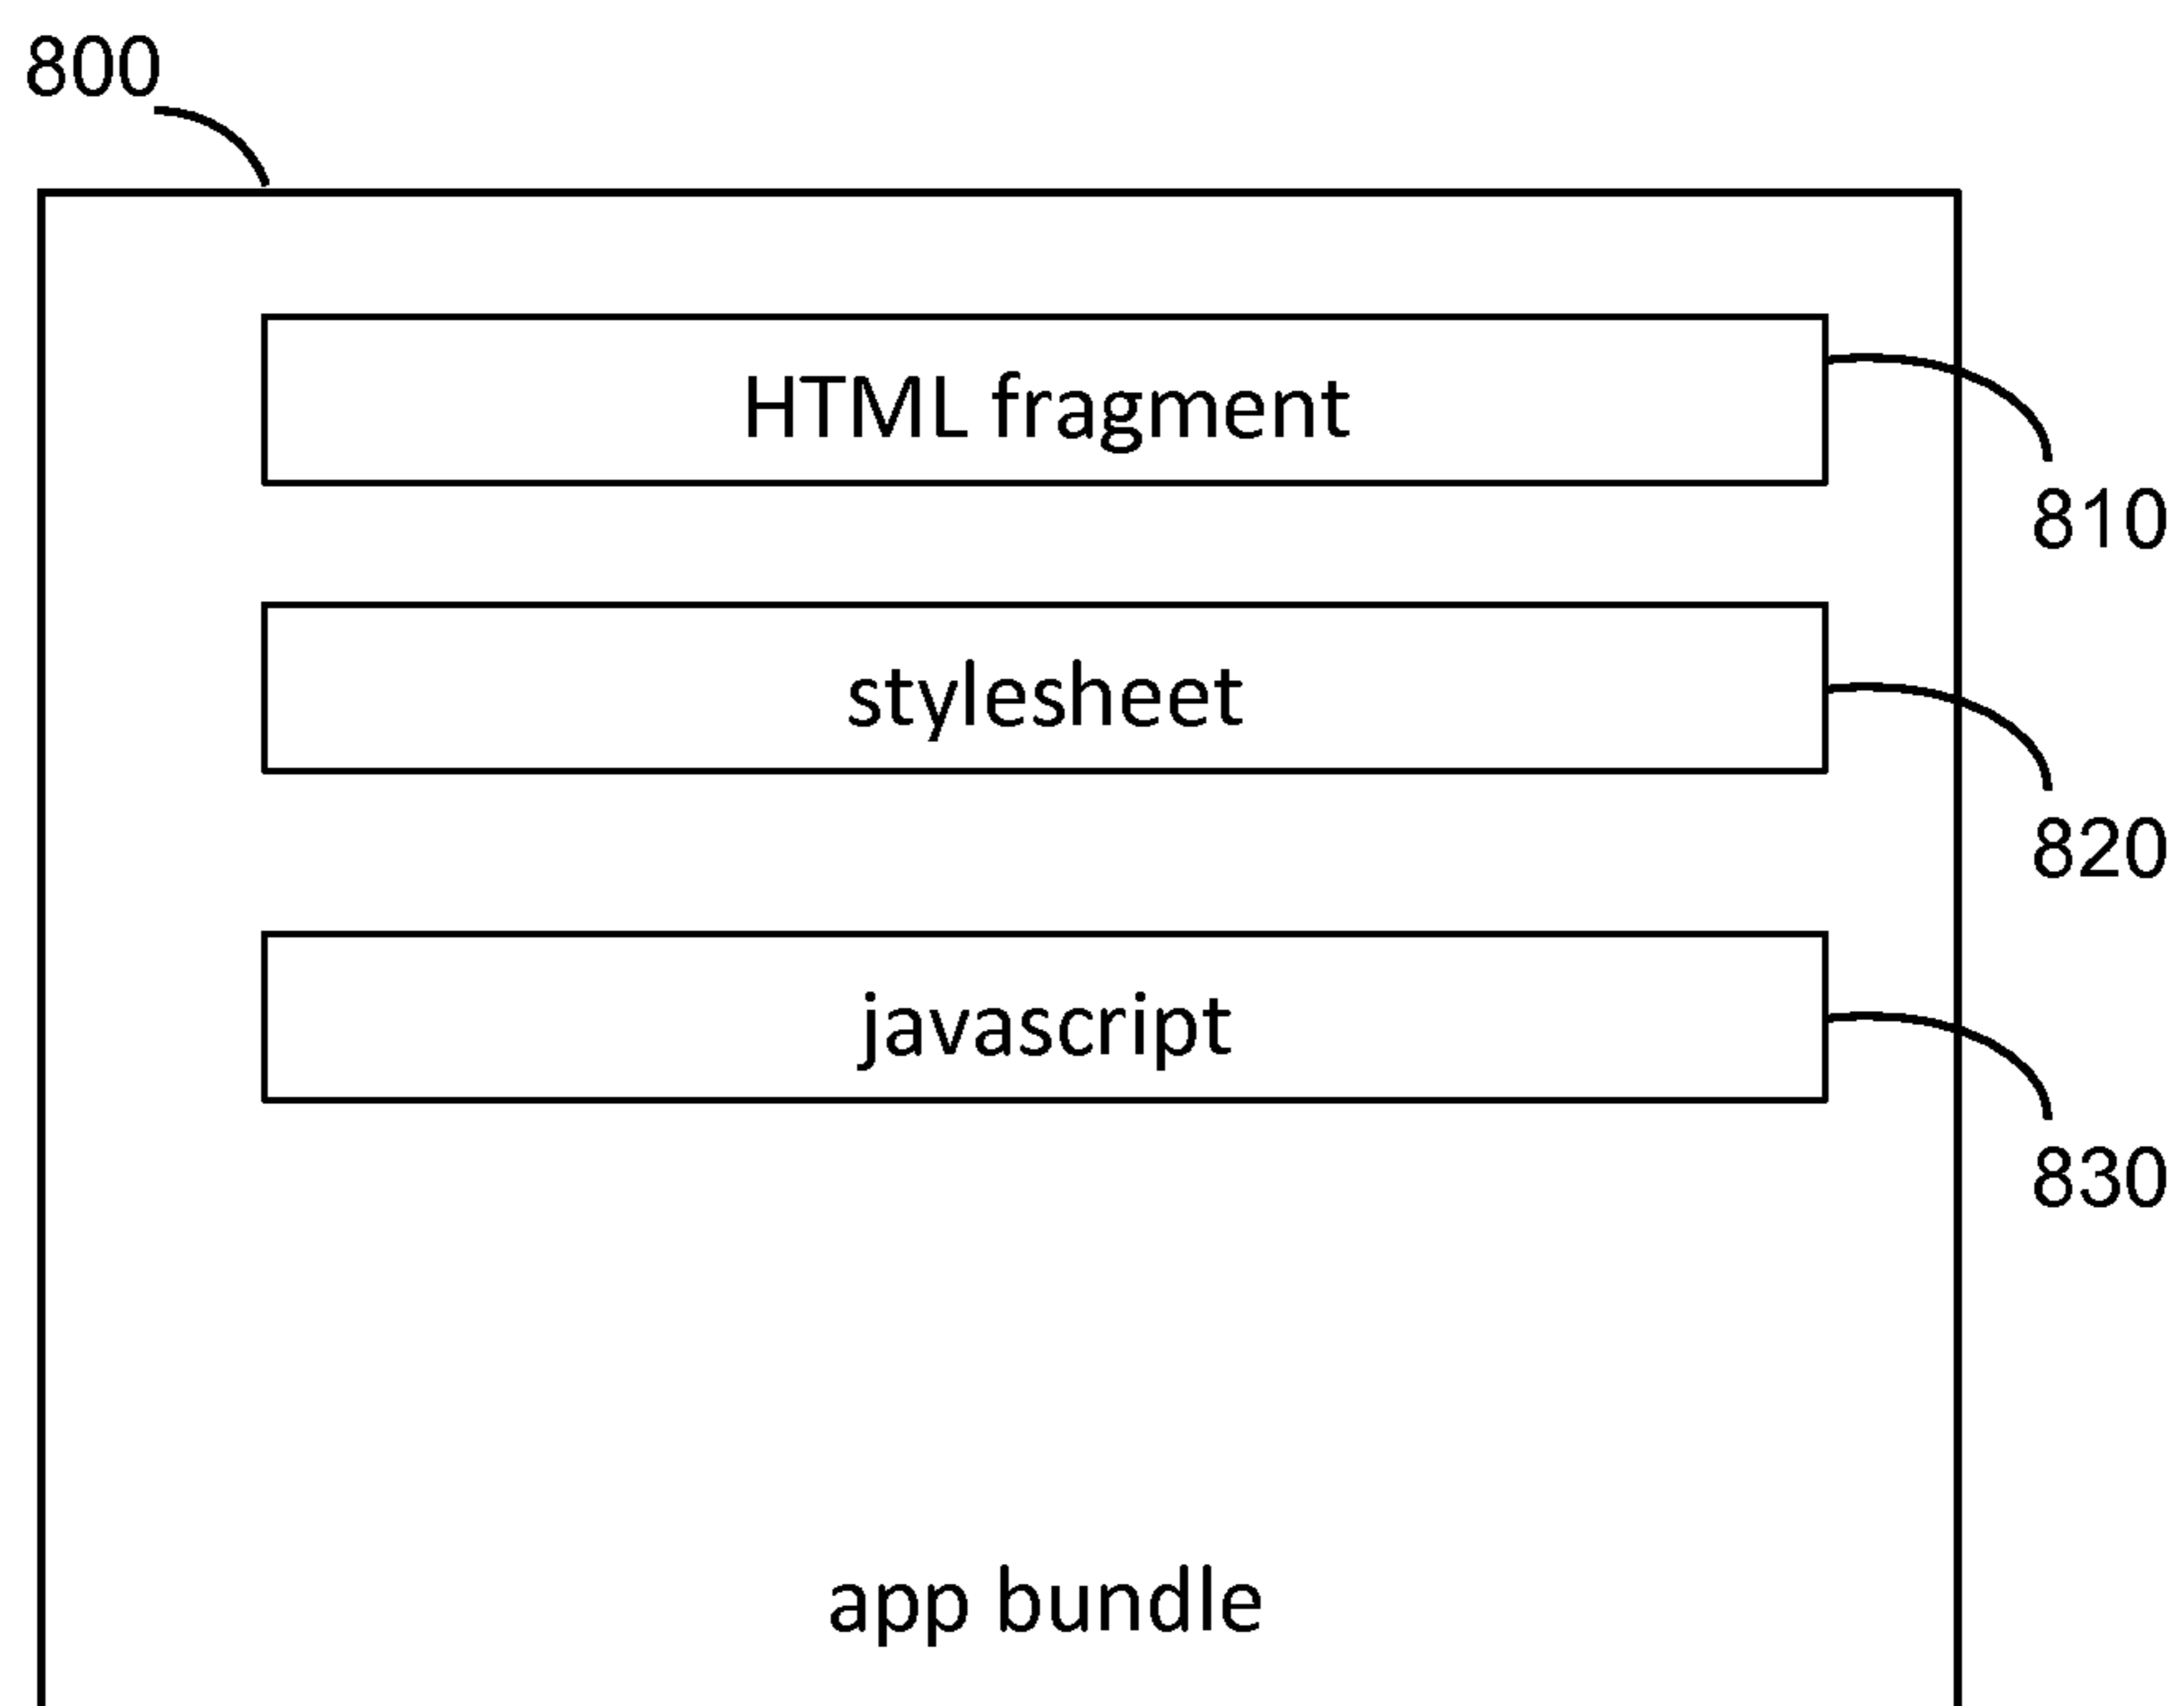 800
HTML fragment
810
stylesheet
820
javascript
830
app bundle